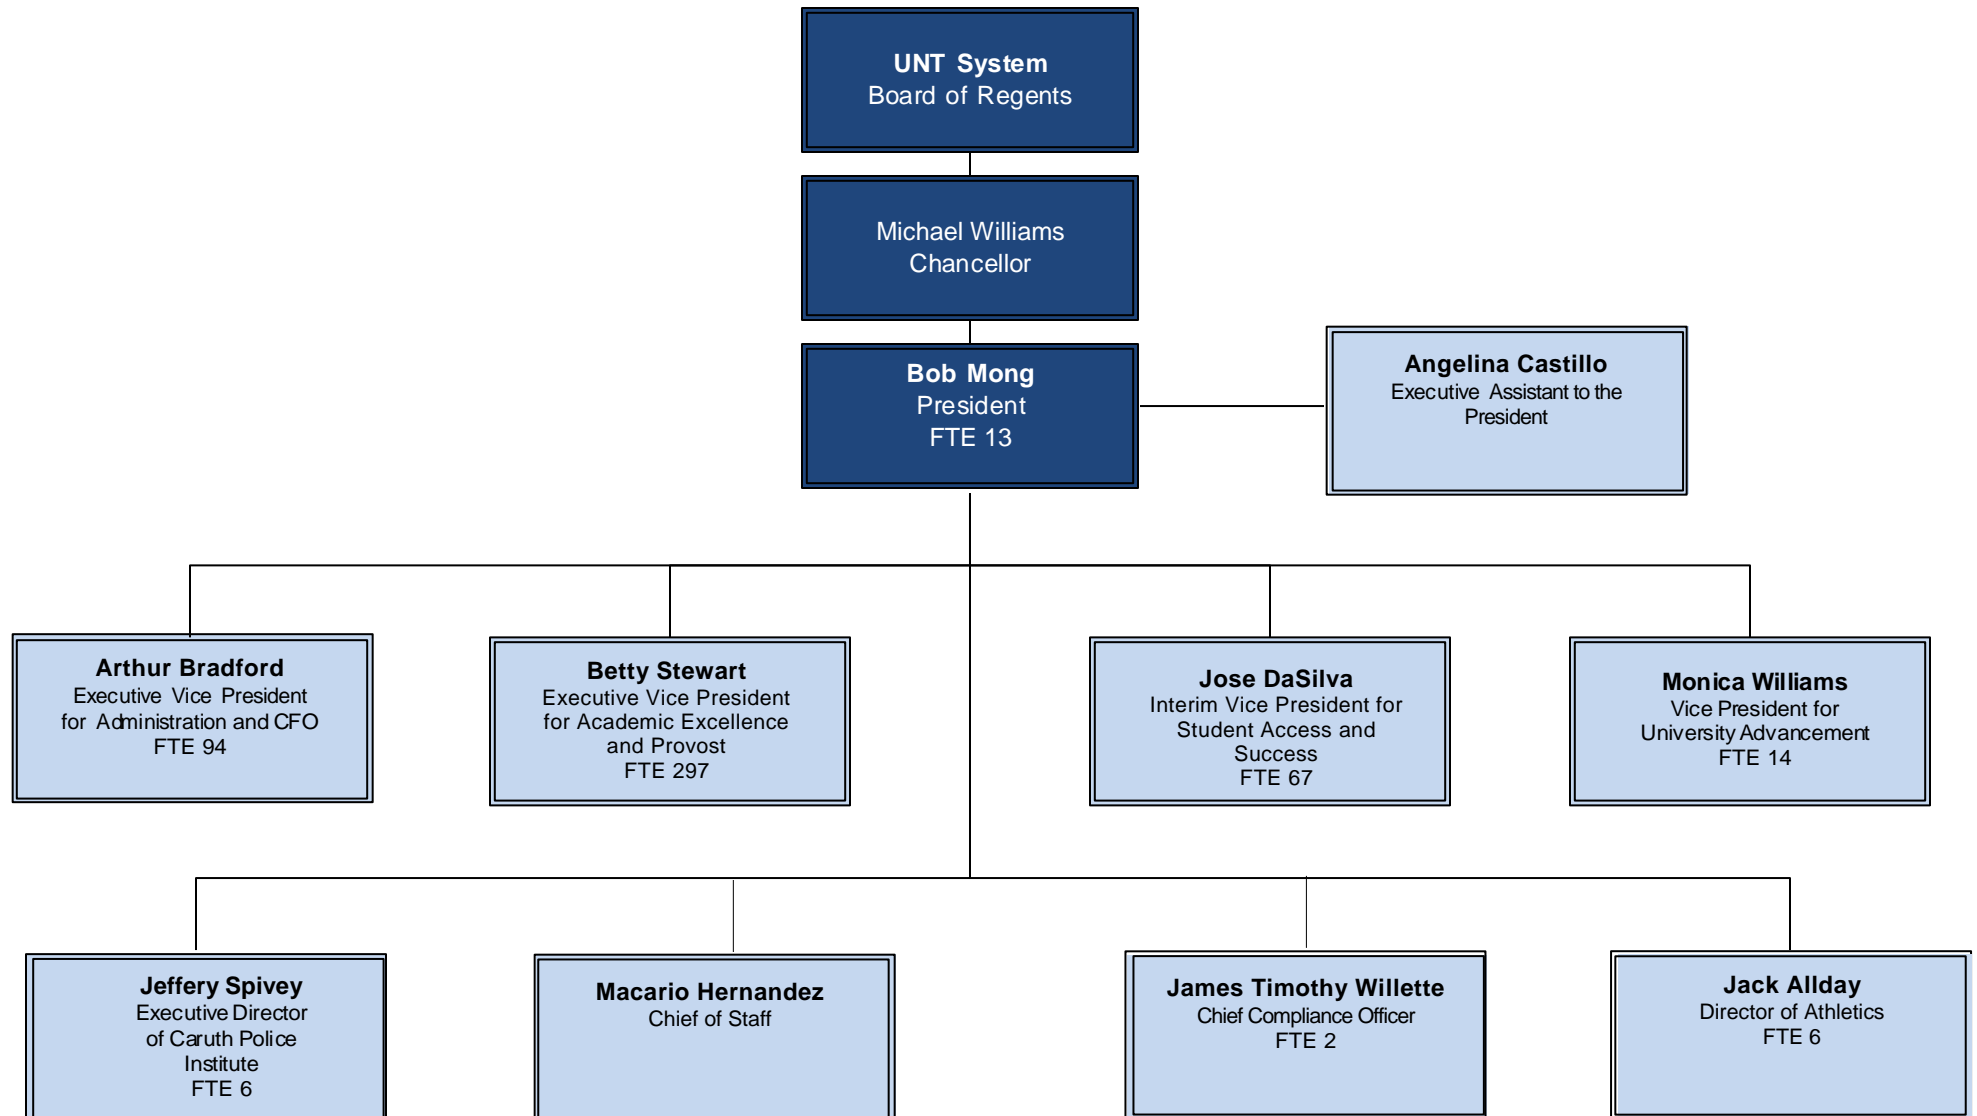 UNT System
Board of Regents
Michael Williams
Chancellor
Bob Mong
President
FTE 13
Angelina Castillo
Executive Assistant to the
President
Arthur Bradford
Executive Vice President
for Administration and CFO
FTE 94
Betty Stewart
Executive Vice President
for Academic Excellence
and Provost
FTE 297
Jose DaSilva
Interim Vice President for
Student Access and
Success
FTE 67
Monica Williams
Vice President for
University Advancement
FTE 14
Jeffery Spivey
Executive Director
of Caruth Police
Institute
FTE 6
Macario Hernandez
Chief of Staff
James Timothy Willette
Chief Compliance Officer
FTE 2
Jack Allday
Director of Athletics
FTE 6